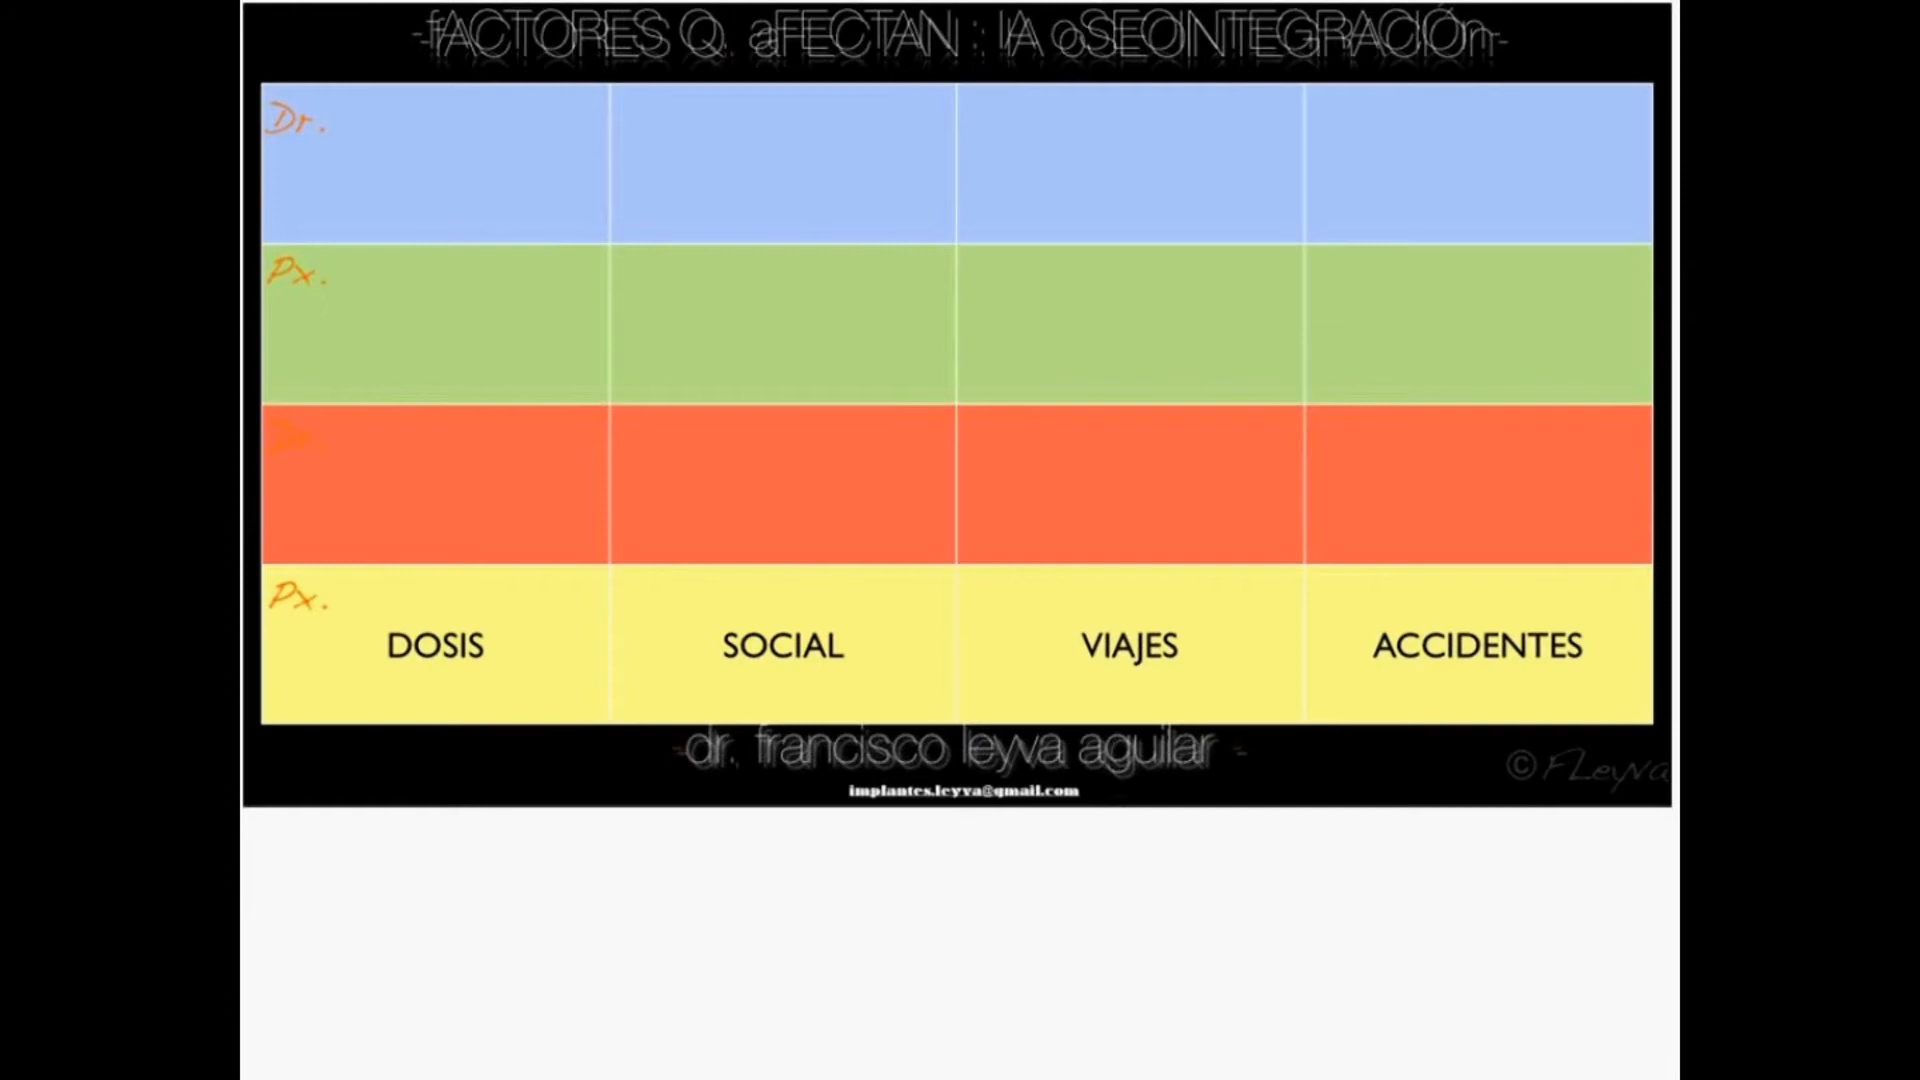 -fACTORES Q. aFECTAN : lA oSEOINTEGRACIÓn-
Dr.
Px.
Dr.
Px.
DOSIS SOCIAL VIAJES ACCIDENTES
-dr. francisco leyva aguilar -
©FLeyva
implantes.leyva@gmail.com